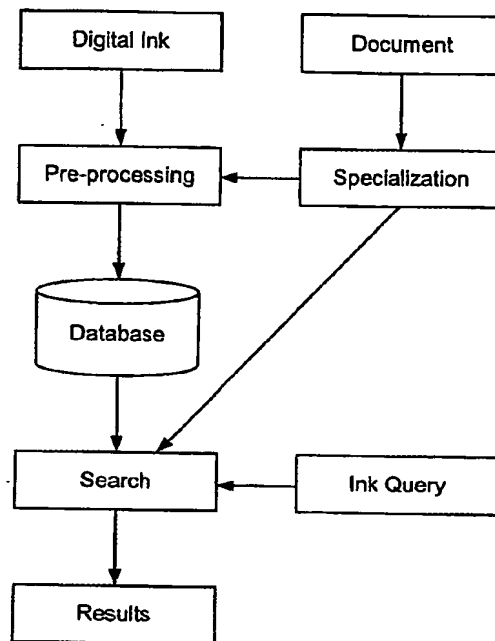 Digital Ink
Document
Pre-processing
Specialization
Database
Search
Ink Query
Results